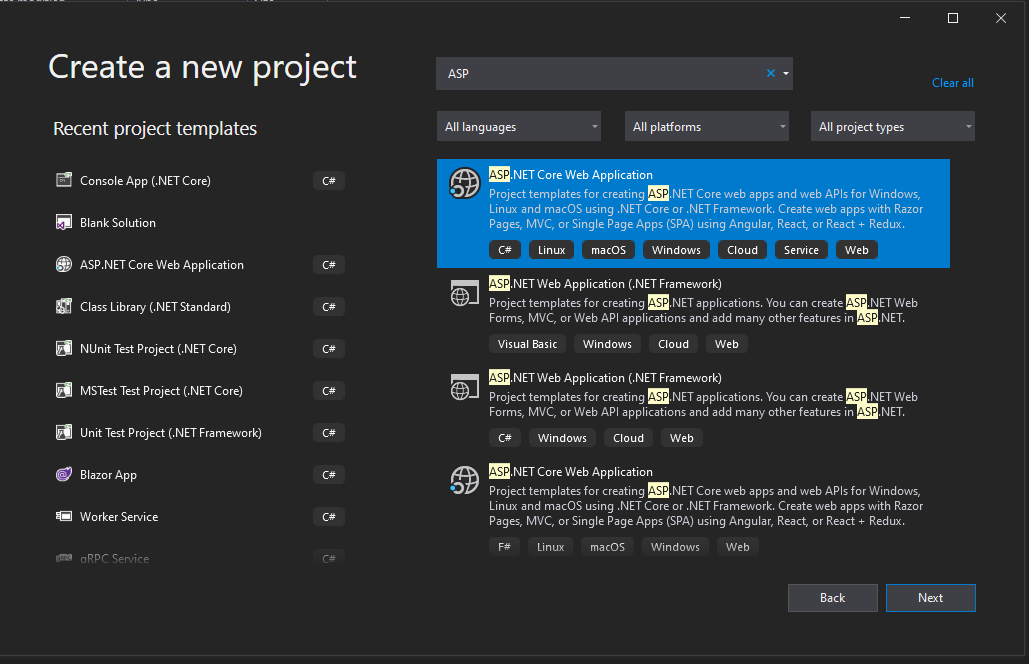 Create a new project
ASP
Clear all
All languages
All platforms
All project types
Recent project templates
Console App (.NET Core)
C#
Blank Solution
ASP.NET Core Web Application
C#
Class Library (.NET Standard)
C#
NUnit Test Project (.NET Core)
C#
MSTest Test Project (.NET Core)
C#
Unit Test Project (.NET Framework)
C#
Blazor App
C#
Worker Service
C#
gRPC Service
C#
ASP.NET Core Web Application
Project templates for creating ASP.NET Core web apps and web APIs for Windows,
Linux and macOS using .NET Core or .NET Framework. Create web apps with Razor
Pages, MVC, or Single Page Apps (SPA) using Angular, React, or React + Redux.
C# Linux macOS Windows Cloud Service Web
ASP.NET Web Application (.NET Framework)
Project templates for creating ASP.NET applications. You can create ASP.NET Web
Forms, MVC, or Web API applications and add many other features in ASP.NET.
Visual Basic Windows Cloud Web
ASP.NET Web Application (.NET Framework)
Project templates for creating ASP.NET applications. You can create ASP.NET Web
Forms, MVC, or Web API applications and add many other features in ASP.NET.
C# Windows Cloud Web
ASP.NET Core Web Application
Project templates for creating ASP.NET Core web apps and web APIs for Windows,
Linux and macOS using .NET Core or .NET Framework. Create web apps with Razor
Pages, MVC, or Single Page Apps (SPA) using Angular, React, or React + Redux.
F# Linux macOS Windows Web
Back
Next